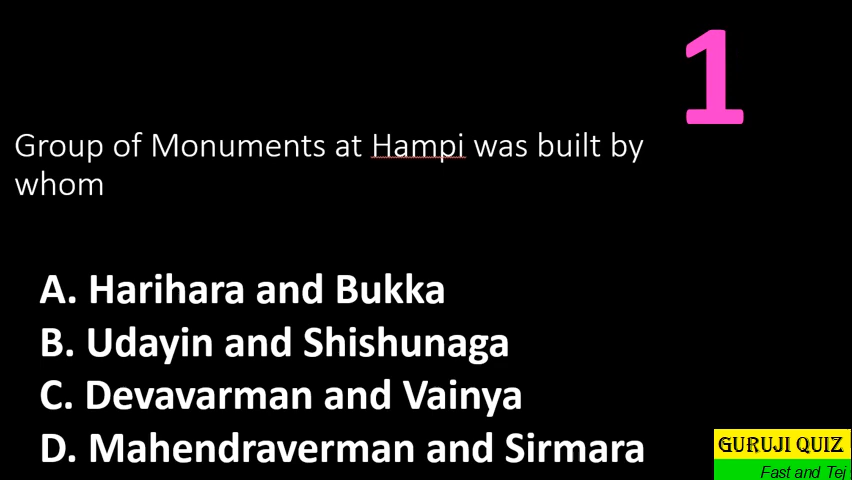 1
Group of Monuments at Hampi was built by
whom
A. Harihara and Bukka
B. Udayin and Shishunaga
C. Devavarman and Vainya
D. Mahendraverman and Sirmara
GURUJI QUIZ
Fast and Tej